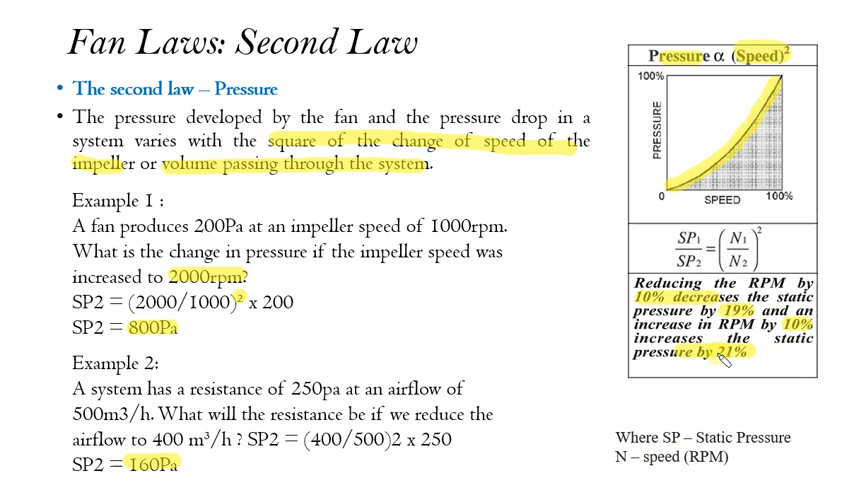 Fan Laws: Second Law
• The second law – Pressure
• The pressure developed by the fan and the pressure drop in a
system varies with the square of the change of speed of the
impeller or volume passing through the system.
Example 1 :
A fan produces 200Pa at an impeller speed of 1000rpm.
What is the change in pressure if the impeller speed was
increased to 2000rpm?
SP2 = (2000/1000)² x 200
SP2 = 800Pa
Example 2:
A system has a resistance of 250pa at an airflow of
500m3/h. What will the resistance be if we reduce the
airflow to 400 m³/h ? SP2 = (400/500)2 x 250
SP2 = 160Pa
Pressure α (Speed)²
100%
PRESSURE
0
SPEED
100%
SP₁/SP₂ = (N₁/N₂)²
Reducing the RPM by
10% decreases the static
pressure by 19% and an
increase in RPM by 10%
increases the static
pressure by 21%
Where SP – Static Pressure
N – speed (RPM)